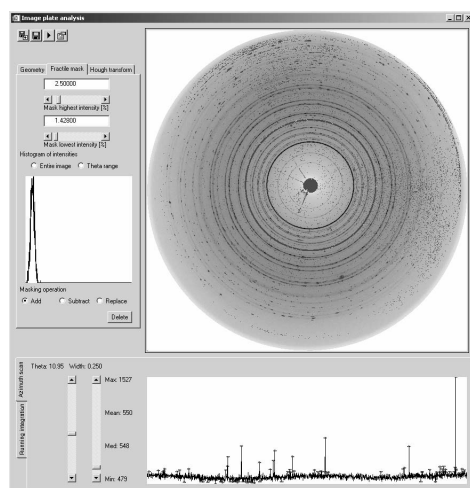 Image plate analysis
Geometry Fractile mask Hough transform
2.50000
Mask highest intensity [%]
1.42800
Mask lowest intensity [%]
Histogram of intensities
Entire image Theta range
Masking operation
Add Subtract Replace
Delete
Azimuth scan
Running integration
Theta: 10.95 Width: 0.250
Max: 1527
Mean: 550
Med: 548
Min: 479